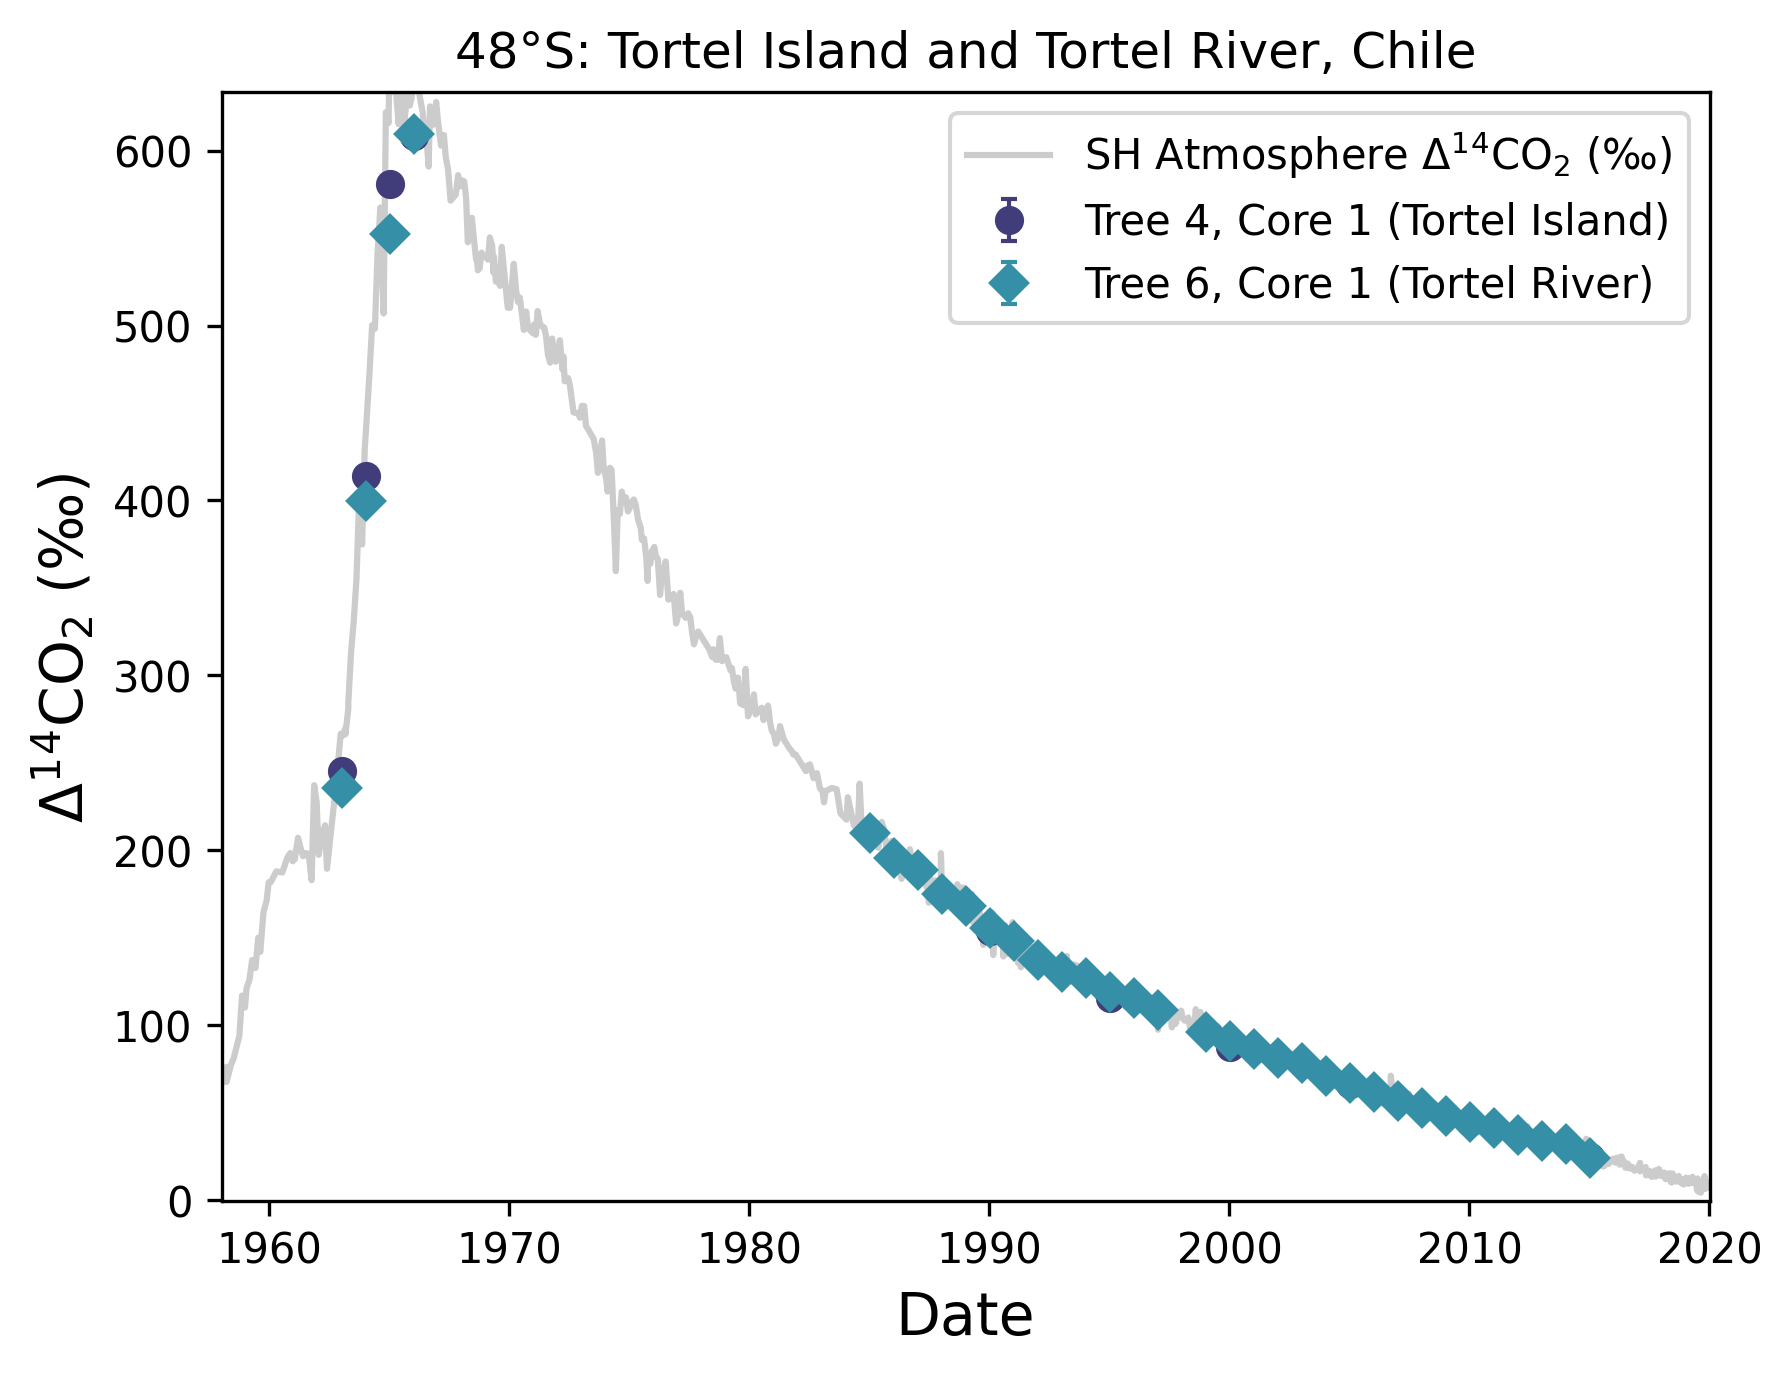 48°S: Tortel Island and Tortel River, Chile
SH Atmosphere Δ¹⁴CO₂ (‰)
Tree 4, Core 1 (Tortel Island)
Tree 6, Core 1 (Tortel River)
Δ¹⁴CO₂ (‰)
600
500
400
300
200
100
0
1960 1970 1980 1990 2000 2010 2020
Date